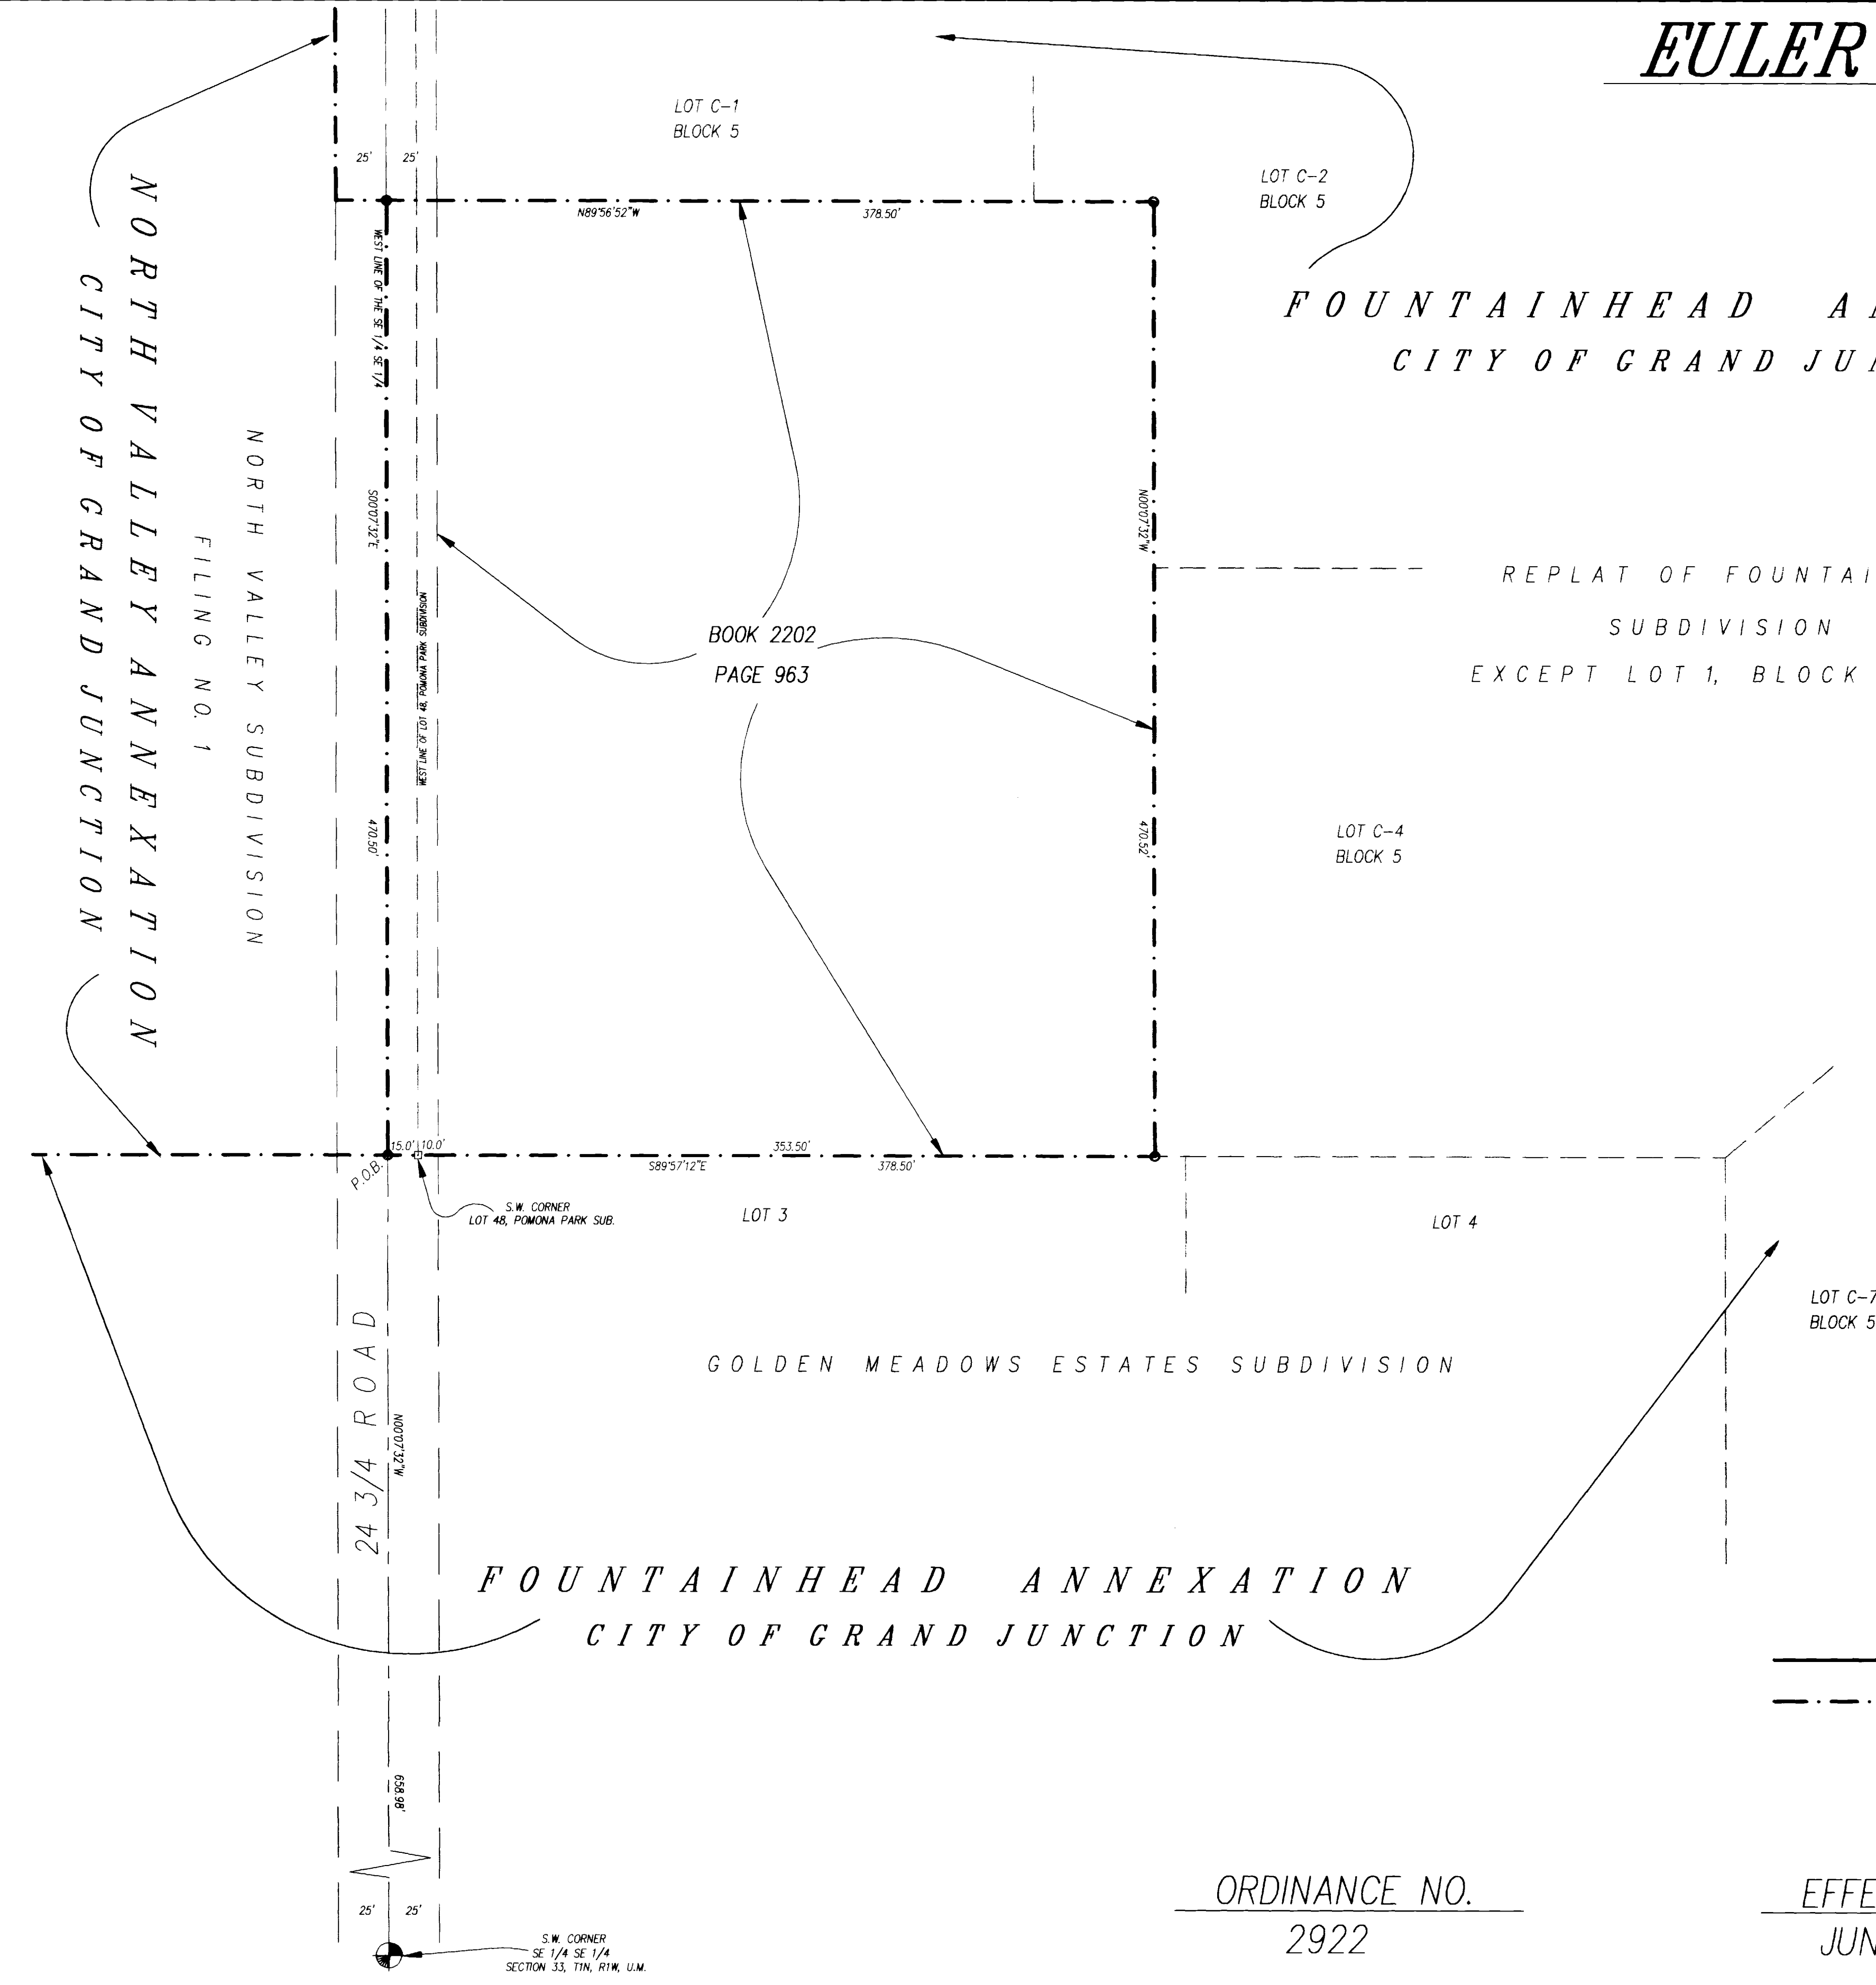 EULER
LOT C-1
BLOCK 5
25'
25'
LOT C-2
BLOCK 5
N89°56'52"W
378.50'
WEST LINE OF THE SE 1/4 SE 1/4
FOUNTAINHEAD
CITY OF GRAND
NORTH VALLEY ANNEXATION
CITY OF GRAND JUNCTION
NORTH VALLEY SUBDIVISION
FILING NO. 1
S00°07'32"E
470.50'
WEST LINE OF LOT 48, POMONA PARK SUBDIVISION
N00°07'32"W
470.52'
REPLAT OF
SUBDIVISION
EXCEPT LOT 1, BLOCK
BOOK 2202
PAGE 963
LOT C-4
BLOCK 5
15.0'
10.0'
353.50'
S89°57'12"E
378.50'
P.O.B.
S.W. CORNER
LOT 48, POMONA PARK SUB.
LOT 3
LOT 4
LOT C-7
BLOCK 5
24 3/4 ROAD
GOLDEN MEADOWS ESTATES SUBDIVISION
N00°07'32"W
FOUNTAINHEAD ANNEXATION
CITY OF GRAND JUNCTION
658.98'
25'
25'
S.W. CORNER
SE 1/4 SE 1/4
SECTION 33, T1N, R1W, U.M.
ORDINANCE NO.
2922